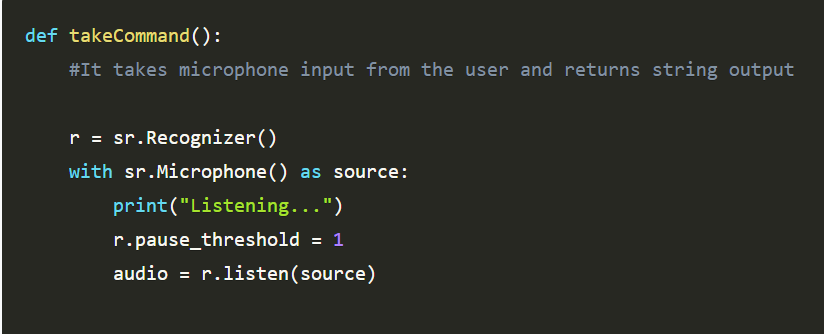 def takeCommand():
    #It takes microphone input from the user and returns string output
    r = sr.Recognizer()
    with sr.Microphone() as source:
        print("Listening...")
        r.pause_threshold = 1
        audio = r.listen(source)